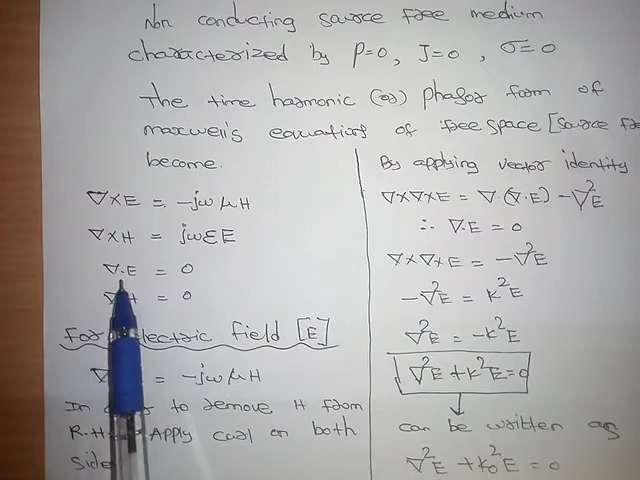 Non conducting source free medium
characterized by ρ=0, J=0, σ=0
The time harmonic (or) phasor form of
maxwell's equations of free space [source
become.
∇×E = -jωμH
∇×H = jωεE
∇·E = 0
= 0
For electric field [E]
= -jωμH
In to remove H from
R.H Apply curl on both
Side
By applying vector identity
∇×∇×E = ∇(∇·E) - ∇²E
∴ ∇·E = 0
∇×∇×E = -∇²E
-∇²E = K²E
∇²E = -K²E
∇²E + K²E = 0
can be written as
∇²E + K₀²E = 0